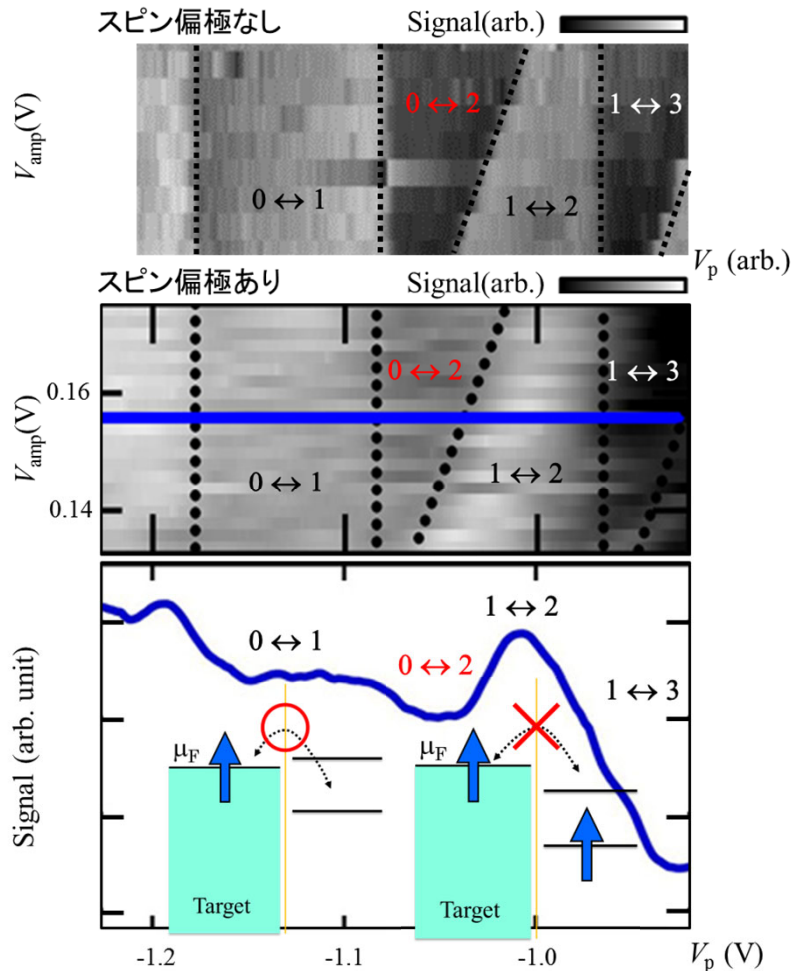 スピン偏極なし
Signal(arb.)
V_amp(V)
0 ↔ 2
1 ↔ 3
0 ↔ 1
1 ↔ 2
V_p (arb.)
スピン偏極あり
Signal(arb.)
V_amp(V)
0.16
0.14
0 ↔ 2
1 ↔ 3
0 ↔ 1
1 ↔ 2
Signal (arb. unit)
1 ↔ 2
0 ↔ 1
0 ↔ 2
1 ↔ 3
μ_F
μ_F
Target
Target
-1.2
-1.1
-1.0
V_p (V)